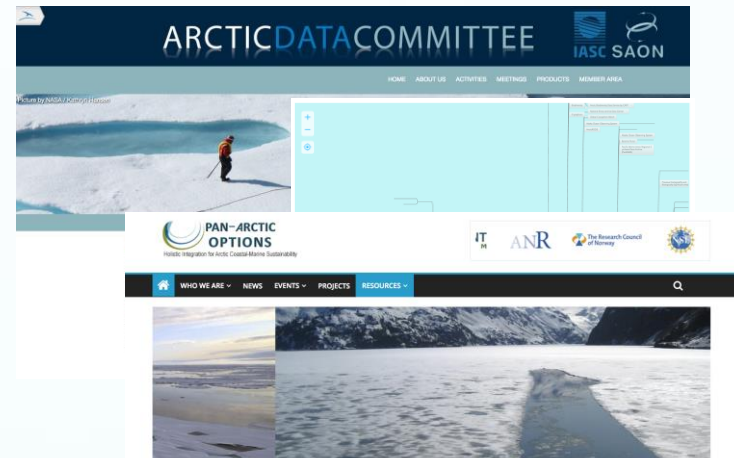 ARCTICDATACOMMITTEE
IASC SAON
HOME ABOUT US ACTIVITIES MEETINGS PRODUCTS MEMBER AREA
Picture by NASA / Kathryn Hansen
+
−
PAN-ARCTIC
OPTIONS
Holistic Integration for Arctic Coastal-Marine Sustainability
ANR
The Research Council
of Norway
NSF
WHO WE ARE NEWS EVENTS PROJECTS RESOURCES